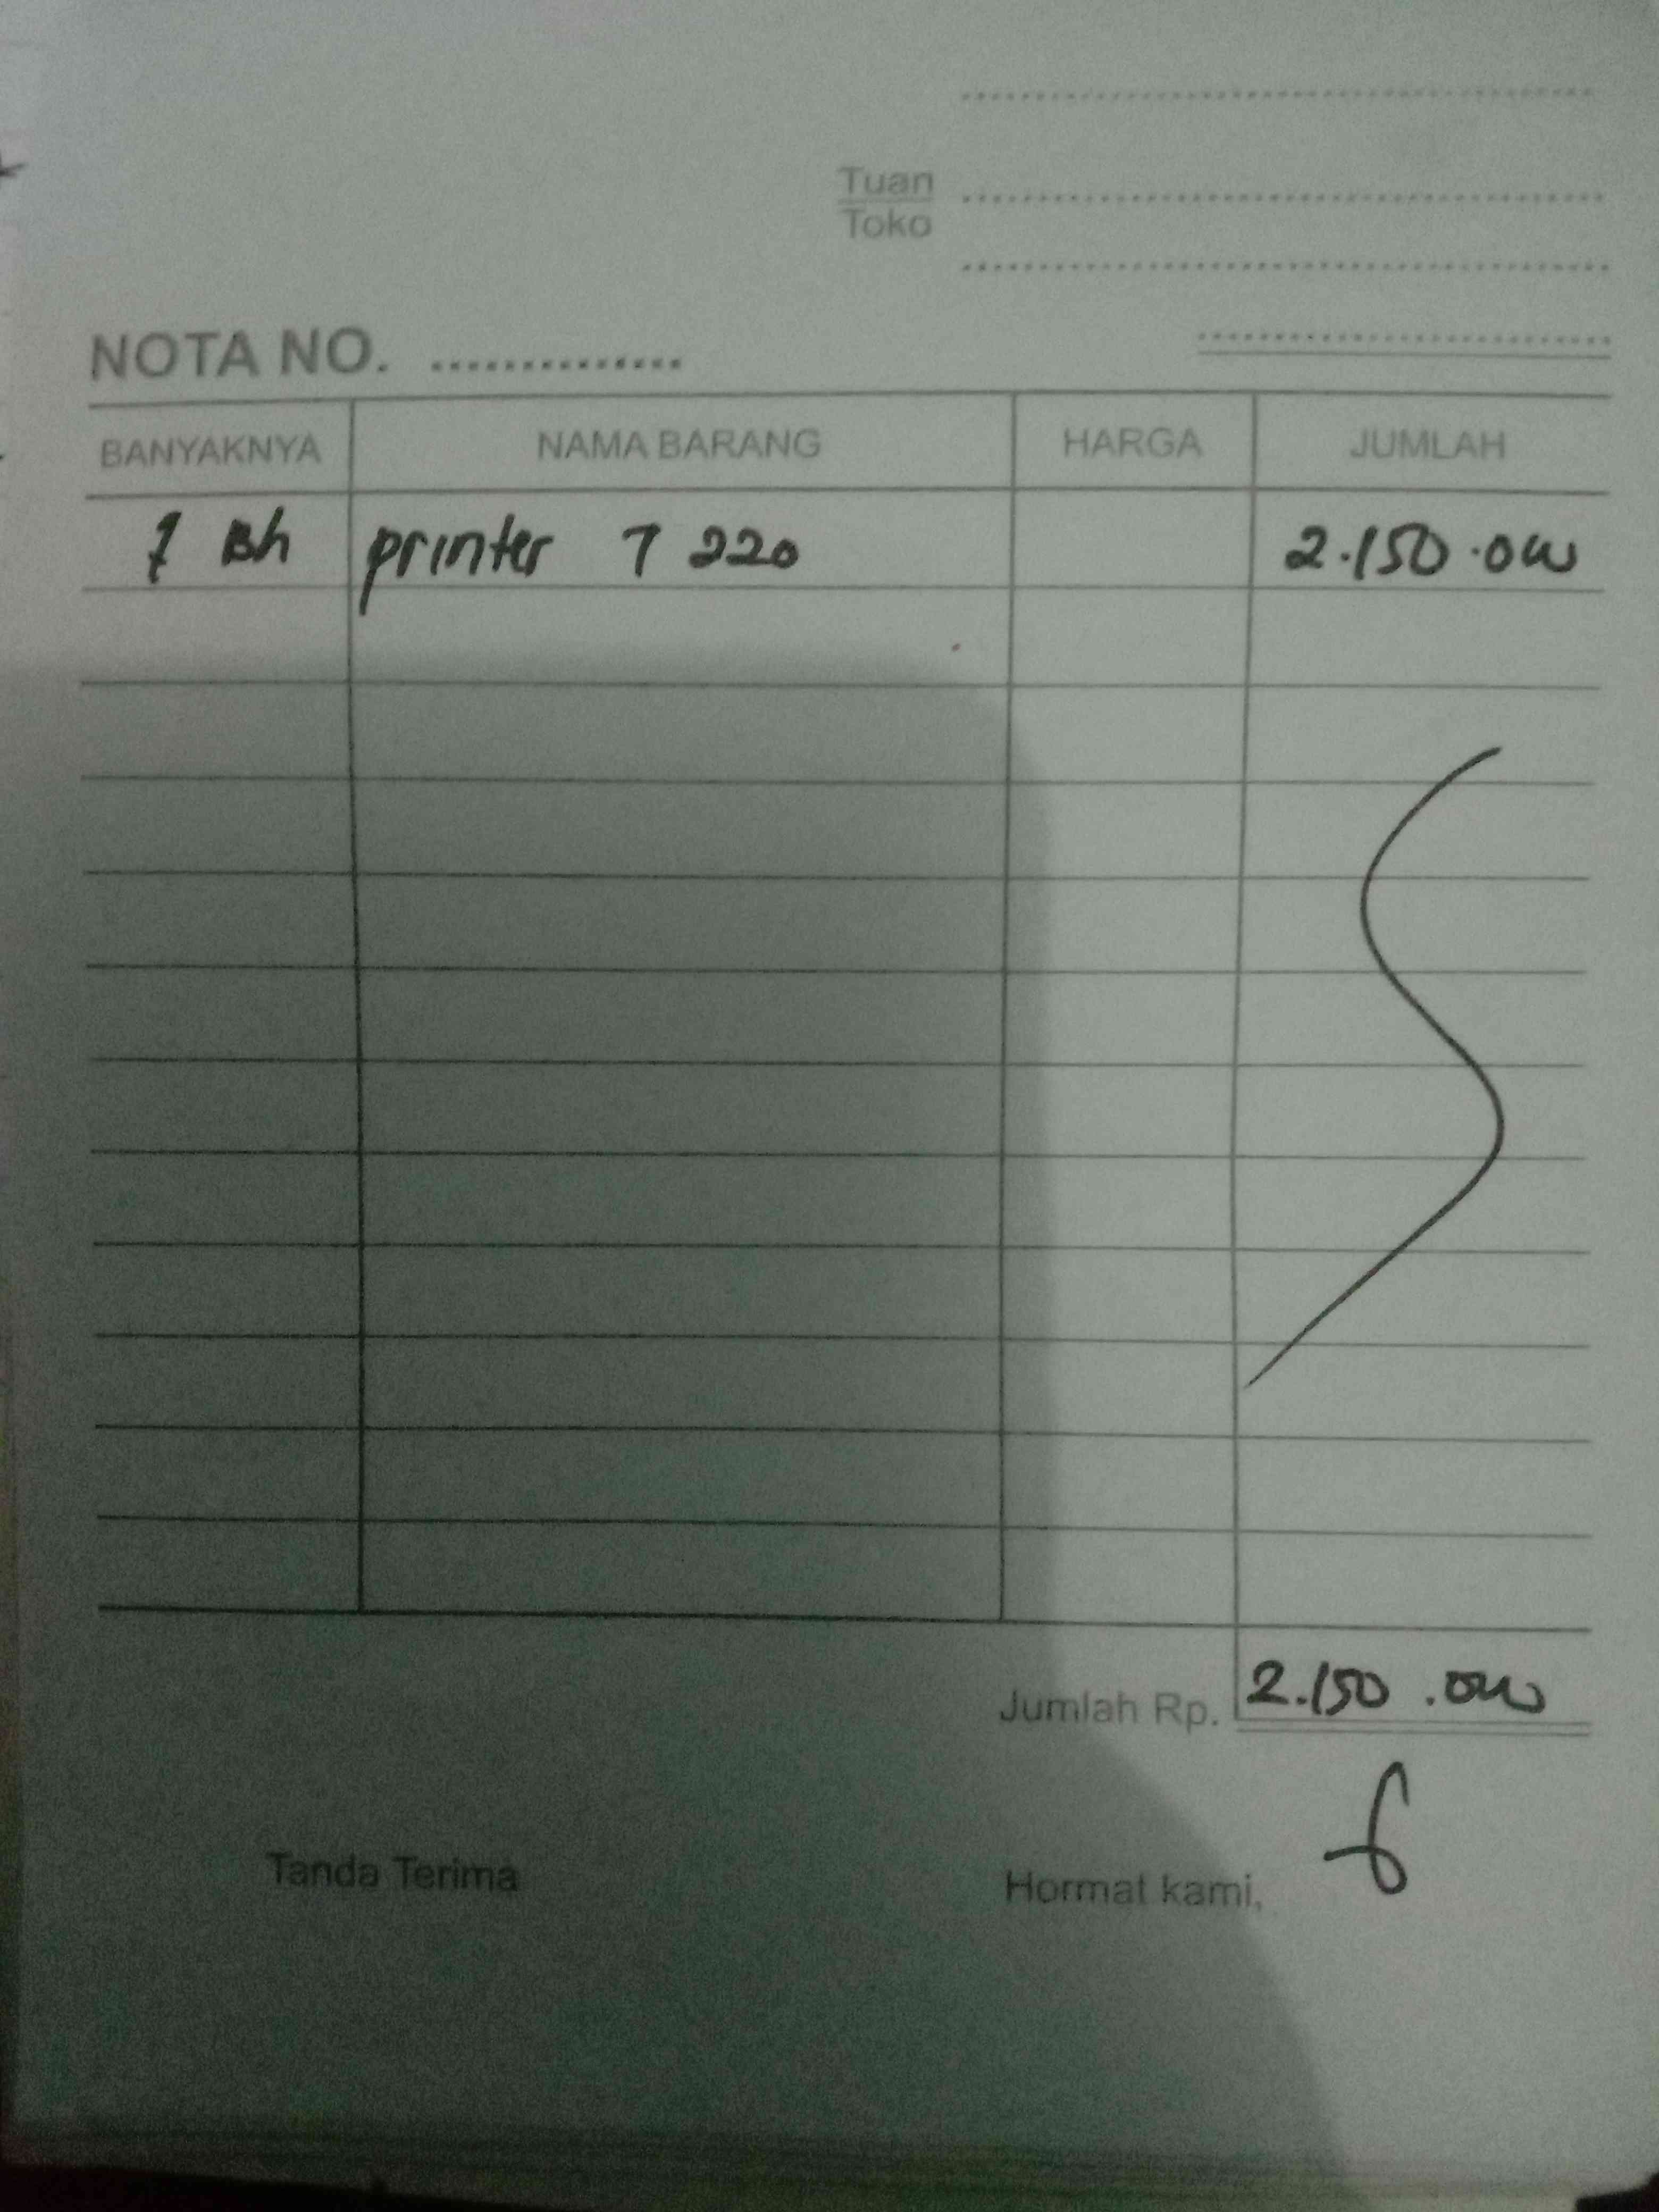 Tuan
Toko
NOTA NO. ..............
BANYAKNYA NAMA BARANG HARGA JUMLAH
1 Bh printer T 220 2.150.000
Jumlah Rp. 2.150.000
Tanda Terima Hormat kami,